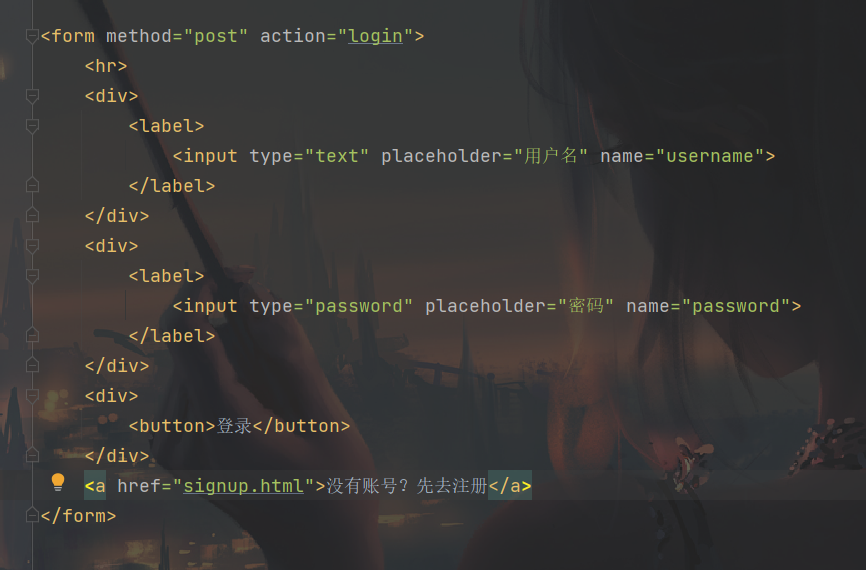 <form method="post" action="login">
    <hr>
    <div>
        <label>
            <input type="text" placeholder="用户名" name="username">
        </label>
    </div>
    <div>
        <label>
            <input type="password" placeholder="密码" name="password">
        </label>
    </div>
    <div>
        <button>登录</button>
    </div>
    <a href="signup.html">没有账号？先去注册</a>
</form>